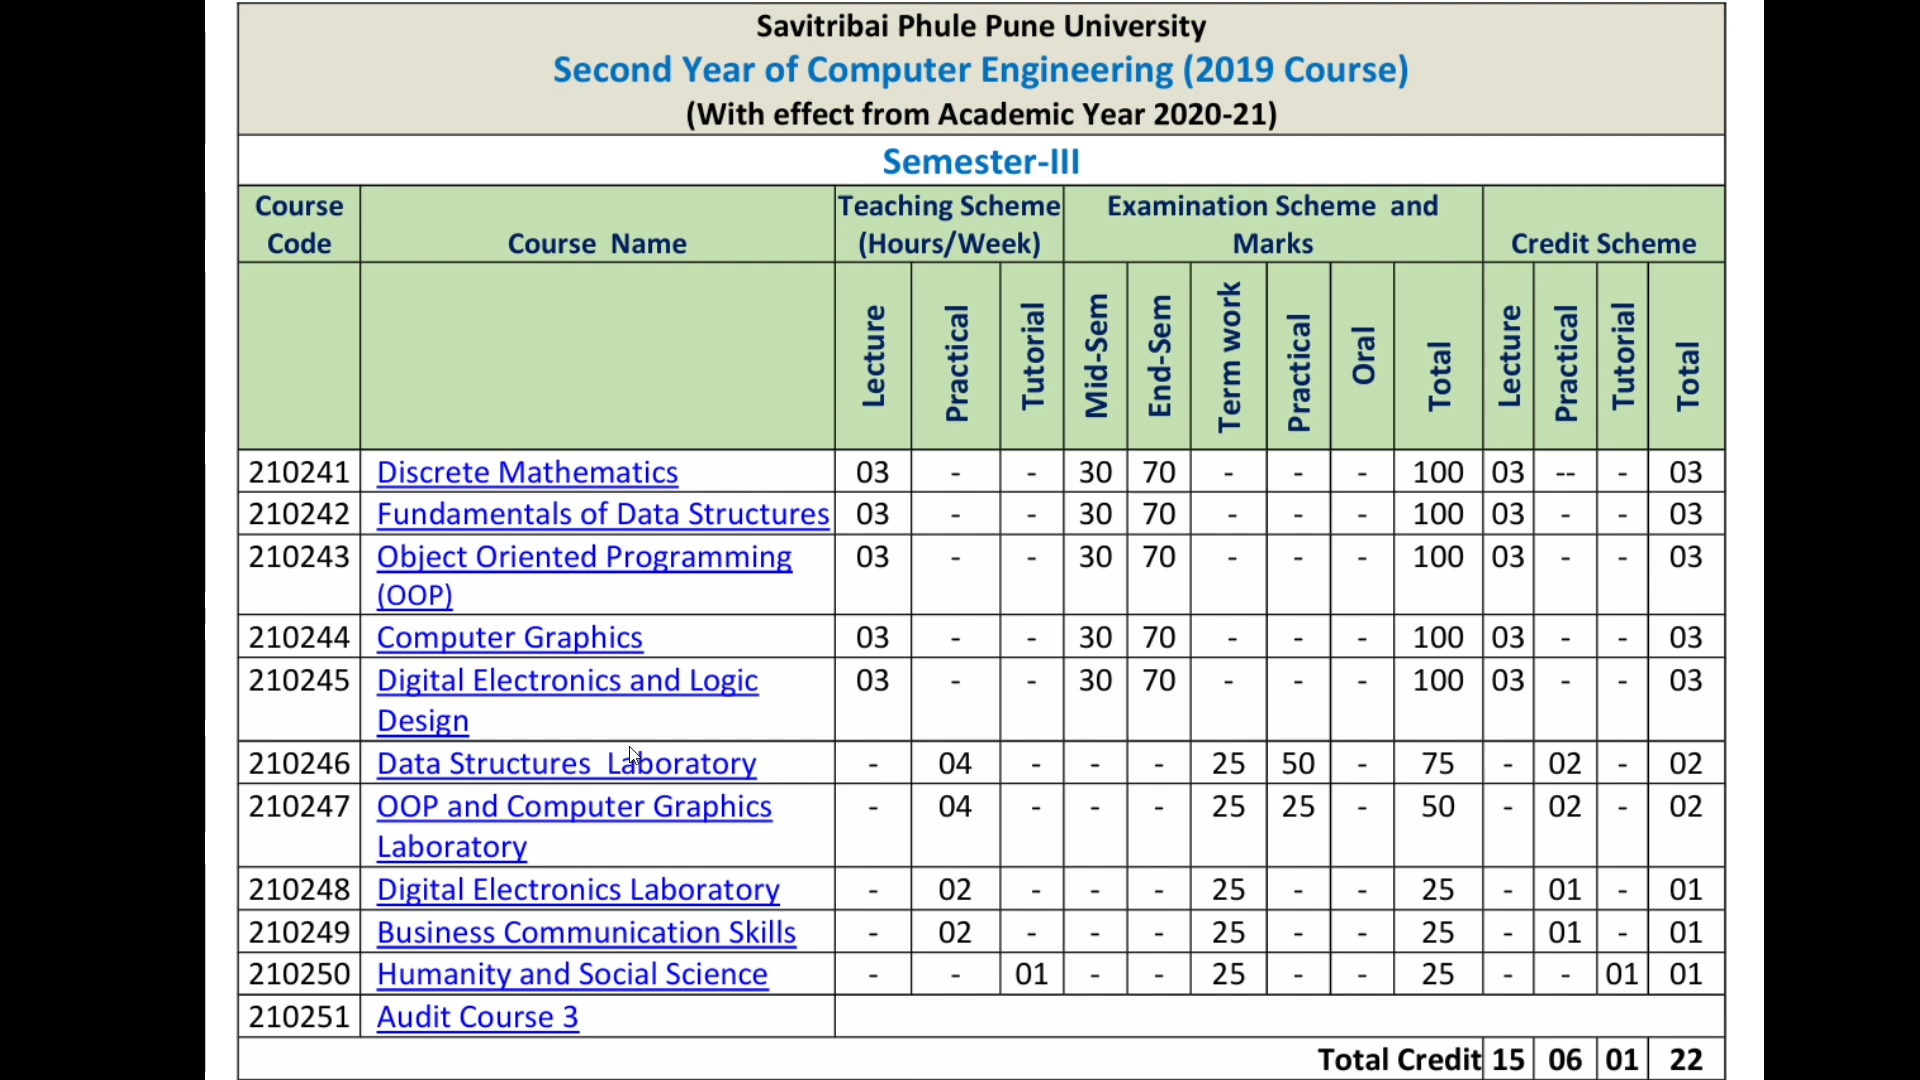 Savitribai Phule Pune University
Second Year of Computer Engineering (2019 Course)
(With effect from Academic Year 2020-21)
Semester-III
Course Code Course Name Teaching Scheme (Hours/Week) Examination Scheme and Marks Credit Scheme
Lecture Practical Tutorial Mid-Sem End-Sem Term work Practical Oral Total Lecture Practical Tutorial Total
210241 Discrete Mathematics 03 - - 30 70 - - - 100 03 -- - 03
210242 Fundamentals of Data Structures 03 - - 30 70 - - - 100 03 - - 03
210243 Object Oriented Programming 03 - - 30 70 - - - 100 03 - - 03
(OOP)
210244 Computer Graphics 03 - - 30 70 - - - 100 03 - - 03
210245 Digital Electronics and Logic 03 - - 30 70 - - - 100 03 - - 03
Design
210246 Data Structures Laboratory - 04 - - - 25 50 - 75 - 02 - 02
210247 OOP and Computer Graphics - 04 - - - 25 25 - 50 - 02 - 02
Laboratory
210248 Digital Electronics Laboratory - 02 - - - 25 - - 25 - 01 - 01
210249 Business Communication Skills - 02 - - - 25 - - 25 - 01 - 01
210250 Humanity and Social Science - - 01 - - 25 - - 25 - - 01 01
210251 Audit Course 3
Total Credit 15 06 01 22